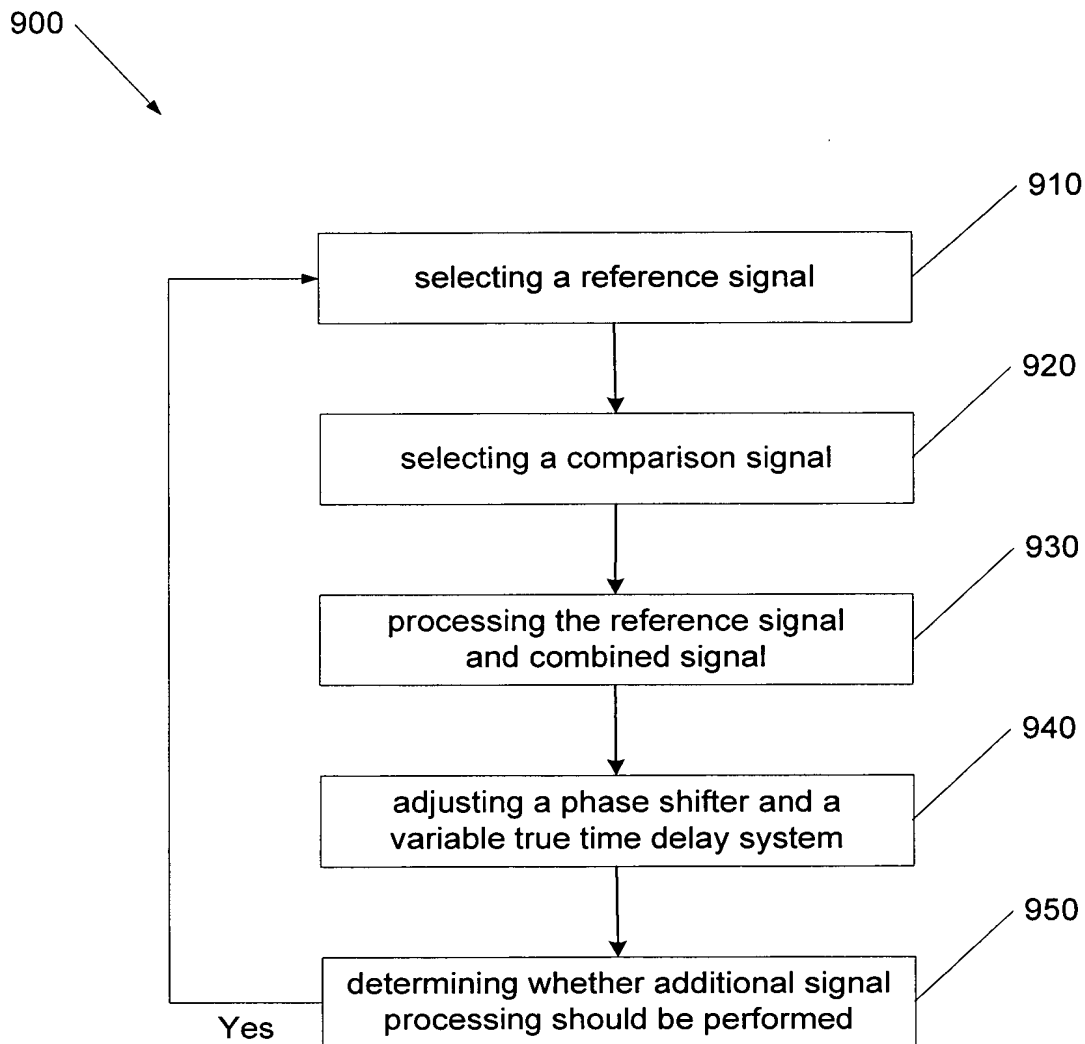 900
910
selecting a reference signal
920
selecting a comparison signal
930
processing the reference signal
and combined signal
940
adjusting a phase shifter and a
variable true time delay system
950
determining whether additional signal
processing should be performed
Yes